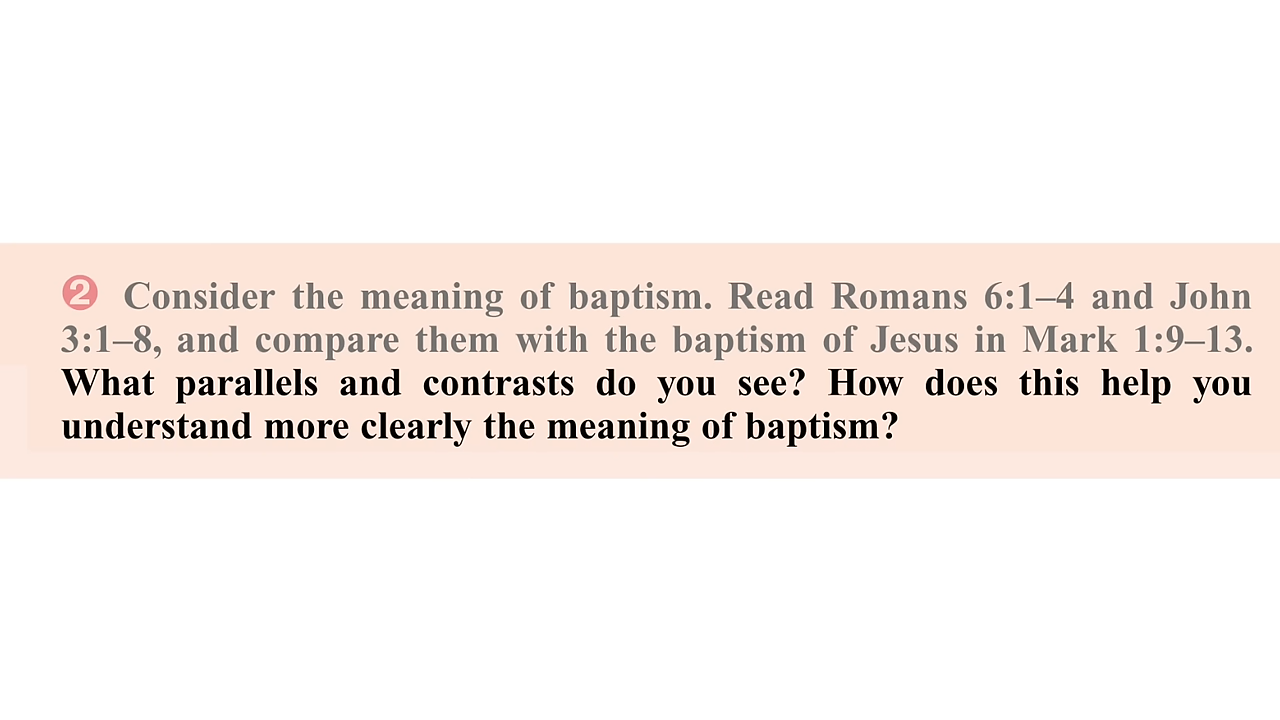 ❷ Consider the meaning of baptism. Read Romans 6:1–4 and John
3:1–8, and compare them with the baptism of Jesus in Mark 1:9–13.
What parallels and contrasts do you see? How does this help you
understand more clearly the meaning of baptism?